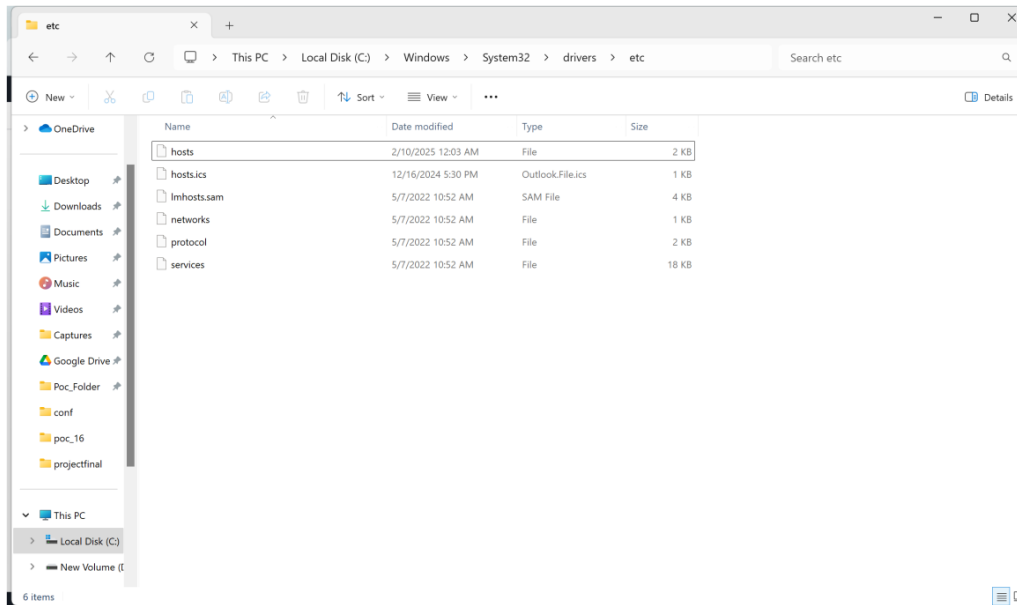 etc
This PC > Local Disk (C:) > Windows > System32 > drivers > etc
Search etc
New
Sort
View
Details
OneDrive
Desktop
Downloads
Documents
Pictures
Music
Videos
Captures
Google Drive
Poc_Folder
conf
poc_16
projectfinal
This PC
Local Disk (C:)
New Volume (D
Name Date modified Type Size
hosts 2/10/2025 12:03 AM File 2 KB
hosts.ics 12/16/2024 5:30 PM Outlook.File.ics 1 KB
lmhosts.sam 5/7/2022 10:52 AM SAM File 4 KB
networks 5/7/2022 10:52 AM File 1 KB
protocol 5/7/2022 10:52 AM File 2 KB
services 5/7/2022 10:52 AM File 18 KB
6 items